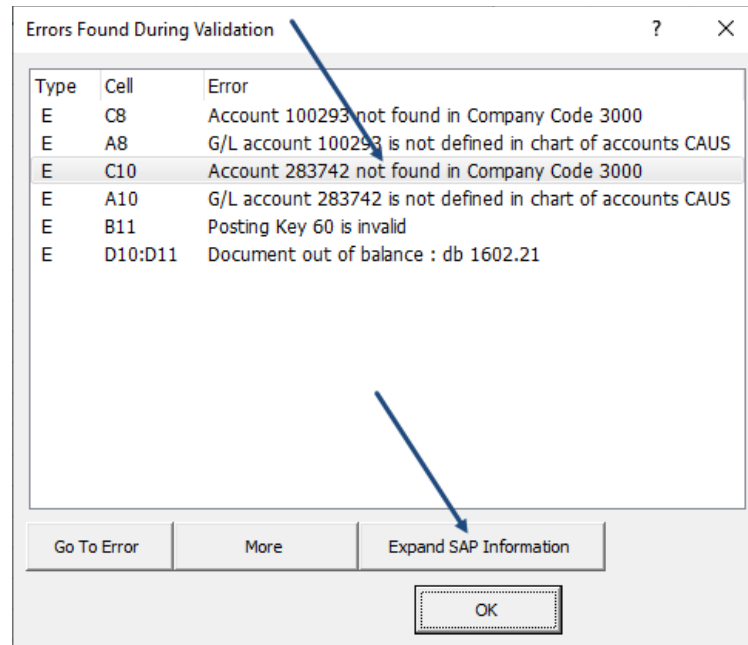 Errors Found During Validation ? ×
Type Cell Error
E C8 Account 100293 not found in Company Code 3000
E A8 G/L account 100293 is not defined in chart of accounts CAUS
E C10 Account 283742 not found in Company Code 3000
E A10 G/L account 283742 is not defined in chart of accounts CAUS
E B11 Posting Key 60 is invalid
E D10:D11 Document out of balance : db 1602.21
Go To Error More Expand SAP Information
OK